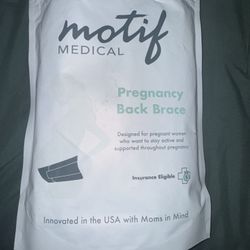 motif
MEDICAL
Pregnancy
Back Brace
Designed for pregnant women
who want to stay active and
supported throughout pregnancy
Insurance Eligible
Innovated in the USA with Moms in Mind